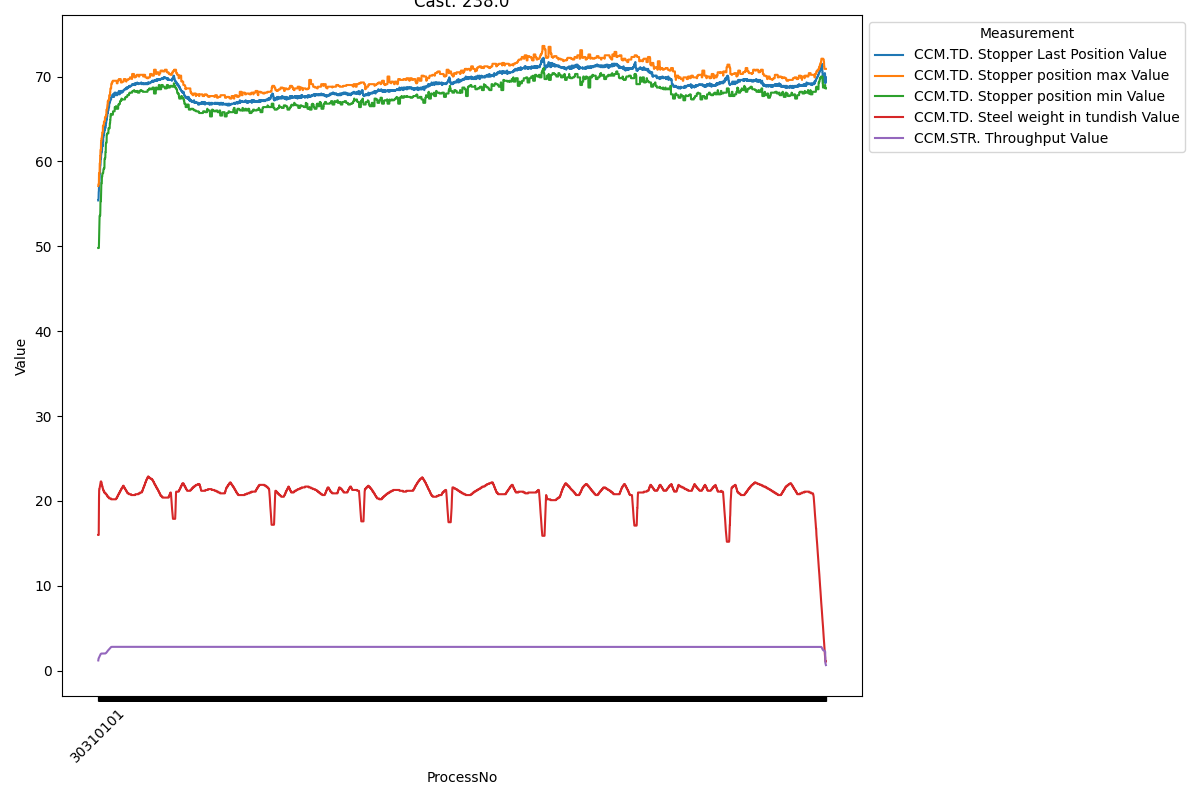 Cast: 238.0
Measurement
CCM.TD. Stopper Last Position Value
CCM.TD. Stopper position max Value
CCM.TD. Stopper position min Value
CCM.TD. Steel weight in tundish Value
CCM.STR. Throughput Value
70
60
50
40
30
20
10
0
Value
30310101
ProcessNo